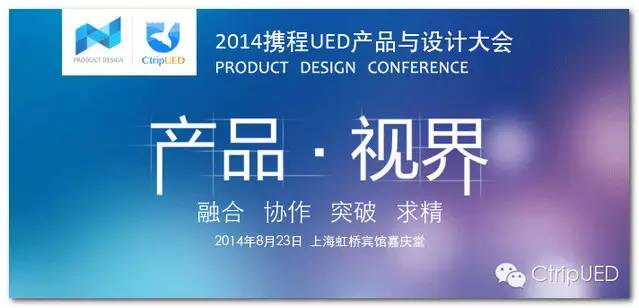 PRODUCT DESIGN
CtripUED
2014携程UED产品与设计大会
PRODUCT DESIGN CONFERENCE
产品·视界
融合 协作 突破 求精
2014年8月23日 上海虹桥宾馆嘉庆堂
CtripUED